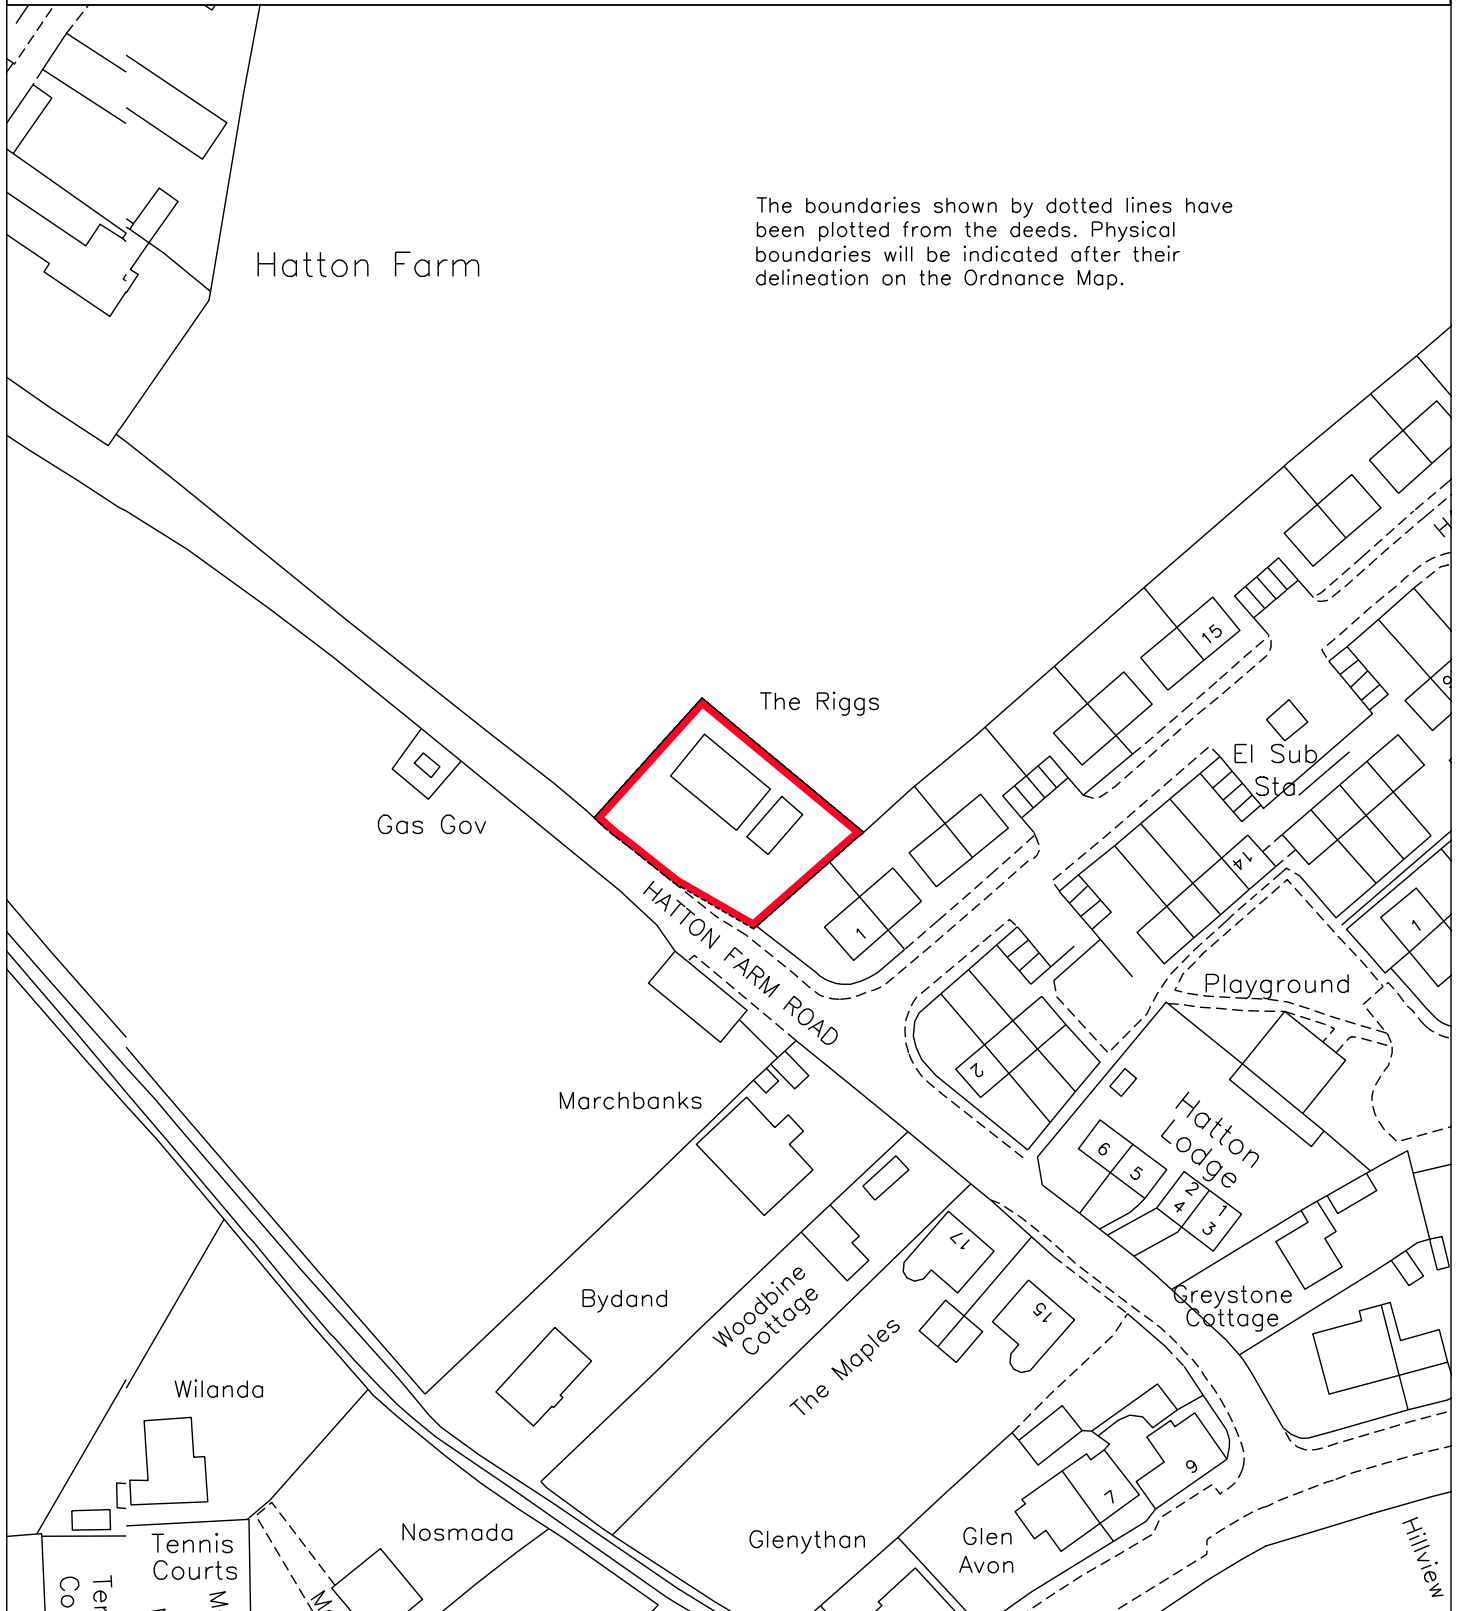 The boundaries shown by dotted lines have
been plotted from the deeds. Physical
boundaries will be indicated after their
delineation on the Ordnance Map.
Hatton Farm
H
15
The Riggs
El Sub
Sta
Gas Gov
14
1
1
HATTON FARM ROAD
Playground
2
Marchbanks
Hatton
Lodge
6
5
2
1
4
3
17
15
Bydand
Woodbine
Cottage
Greystone
Cottage
The Maples
Wilanda
9
7
Nosmada
Glenythan
Glen
Avon
Tennis
Courts
Hillview